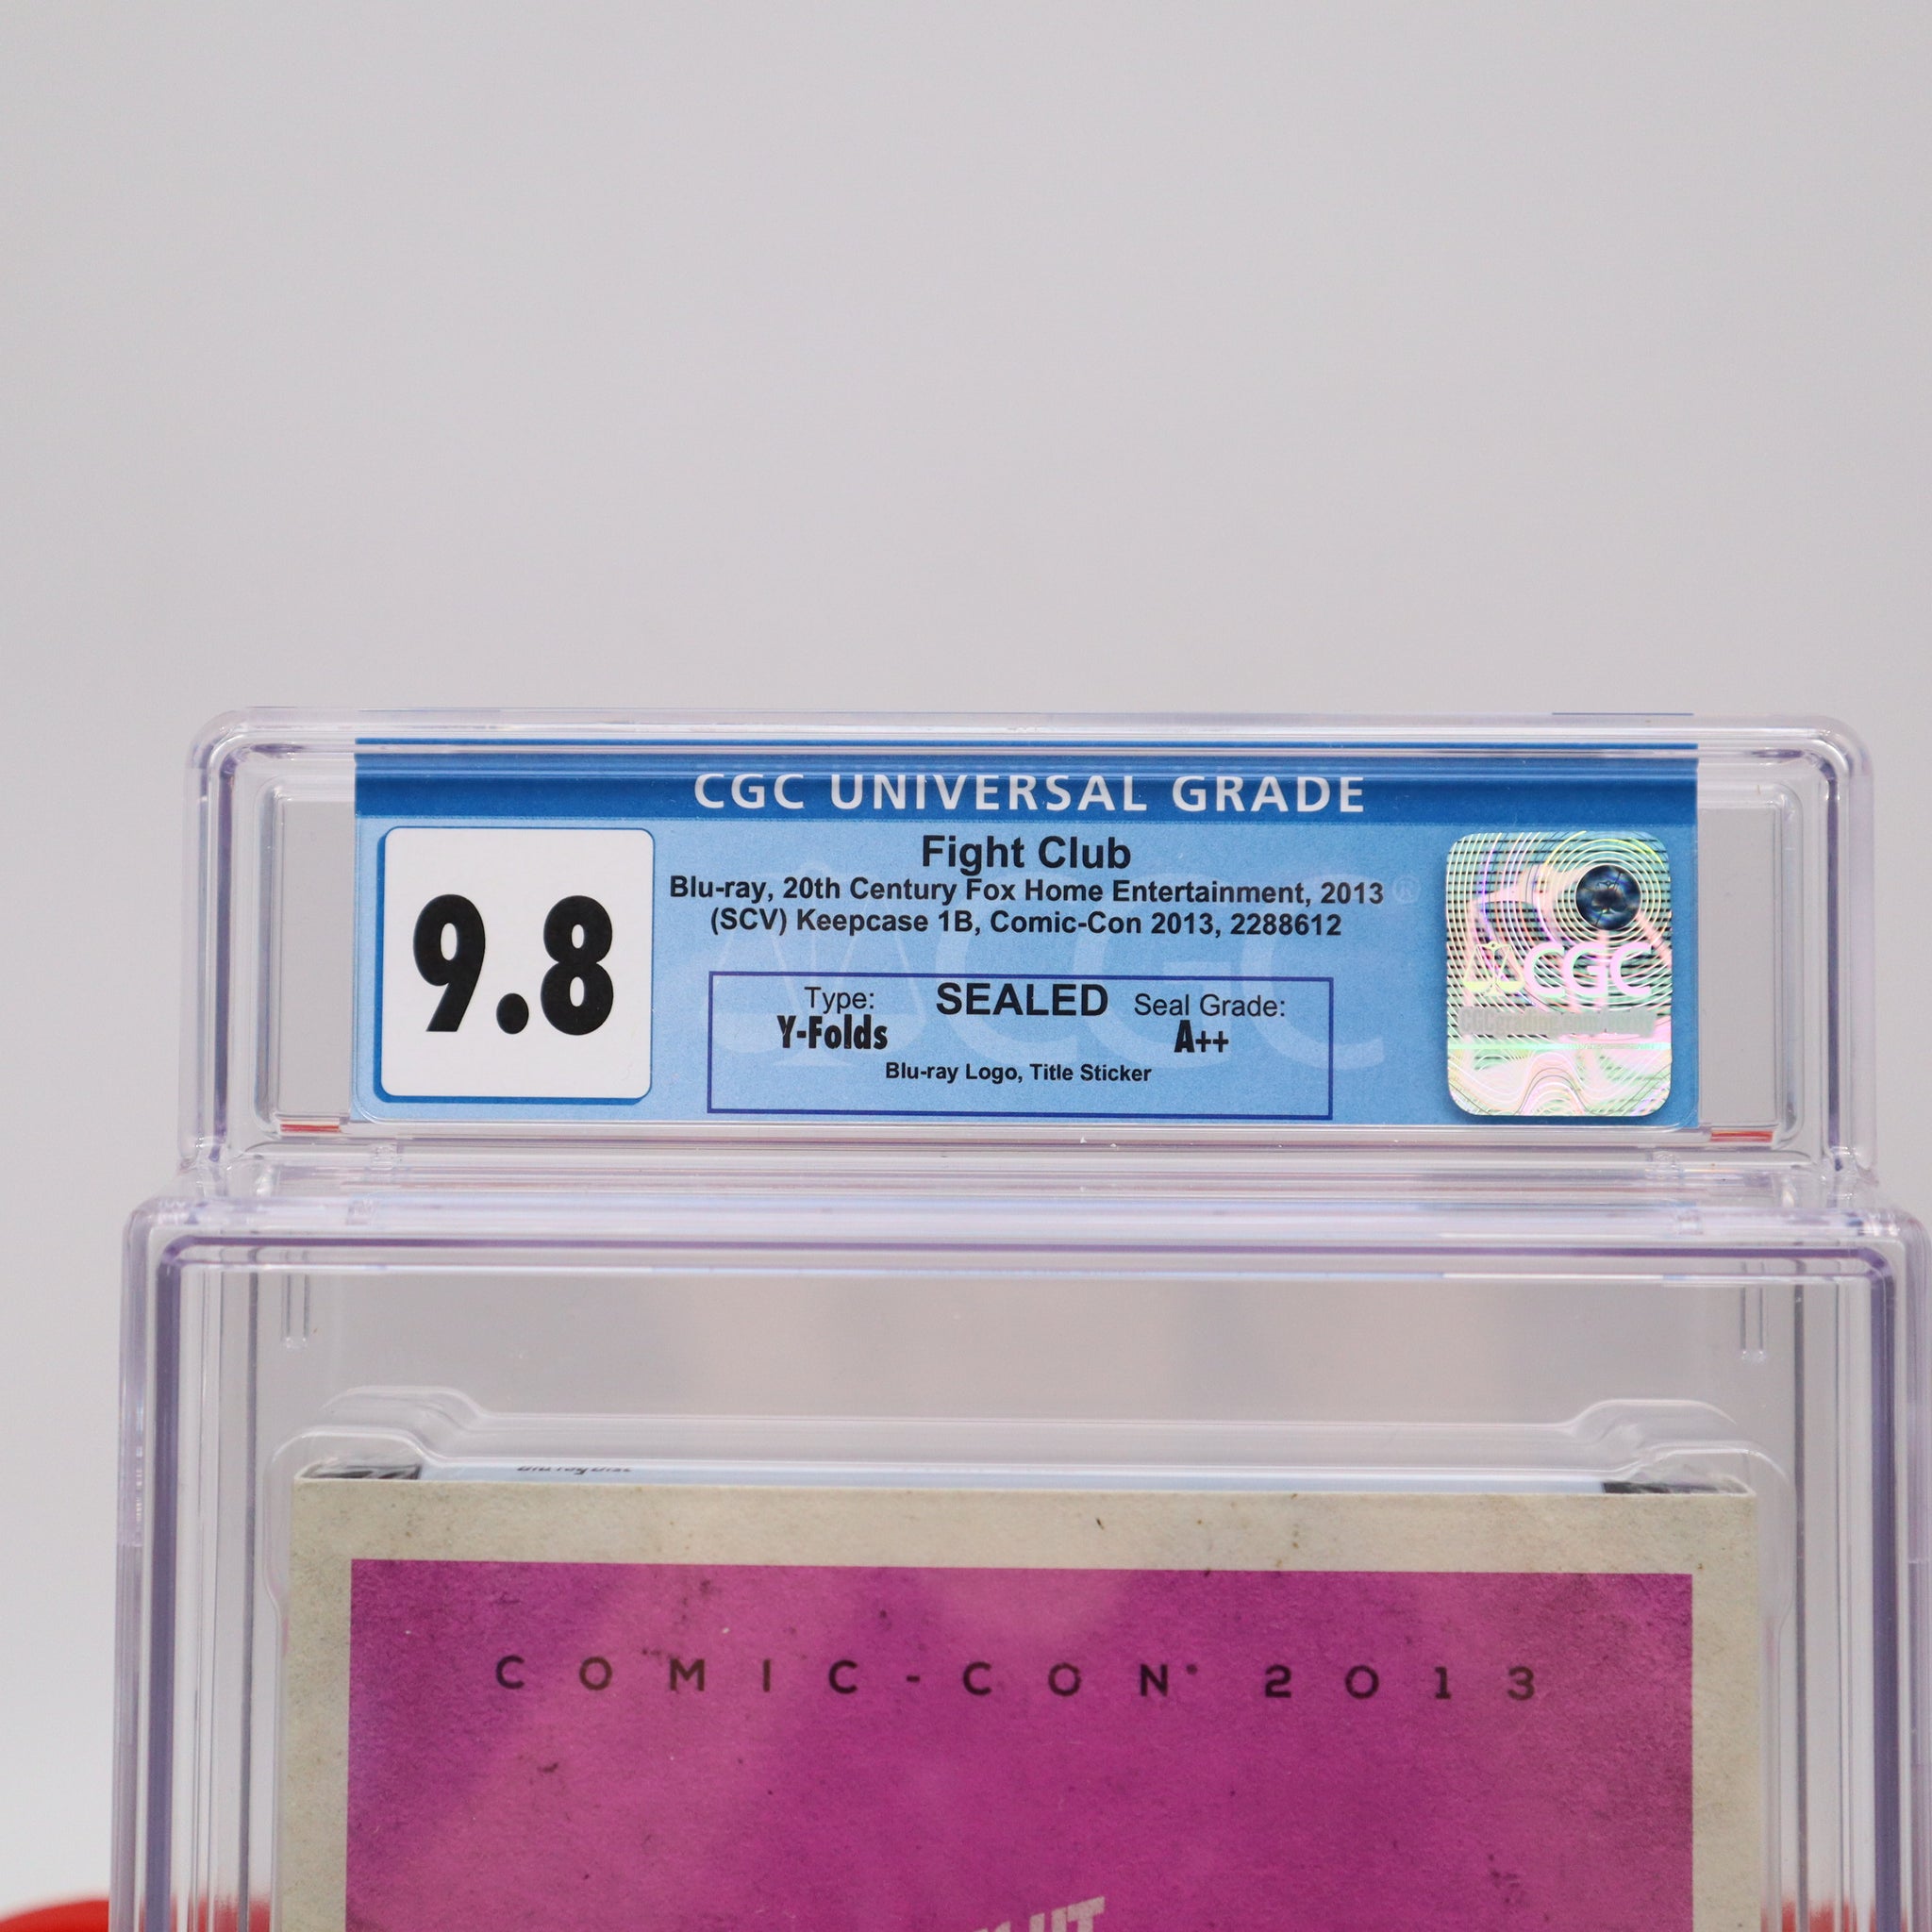 CGC UNIVERSAL GRADE
9.8
Fight Club
Blu-ray, 20th Century Fox Home Entertainment, 2013
(SCV) Keepcase 1B, Comic-Con 2013, 2288612
Type: SEALED Seal Grade:
Y-Folds A++
Blu-ray Logo, Title Sticker
CGC®
CGC
COMIC-CON® 2013